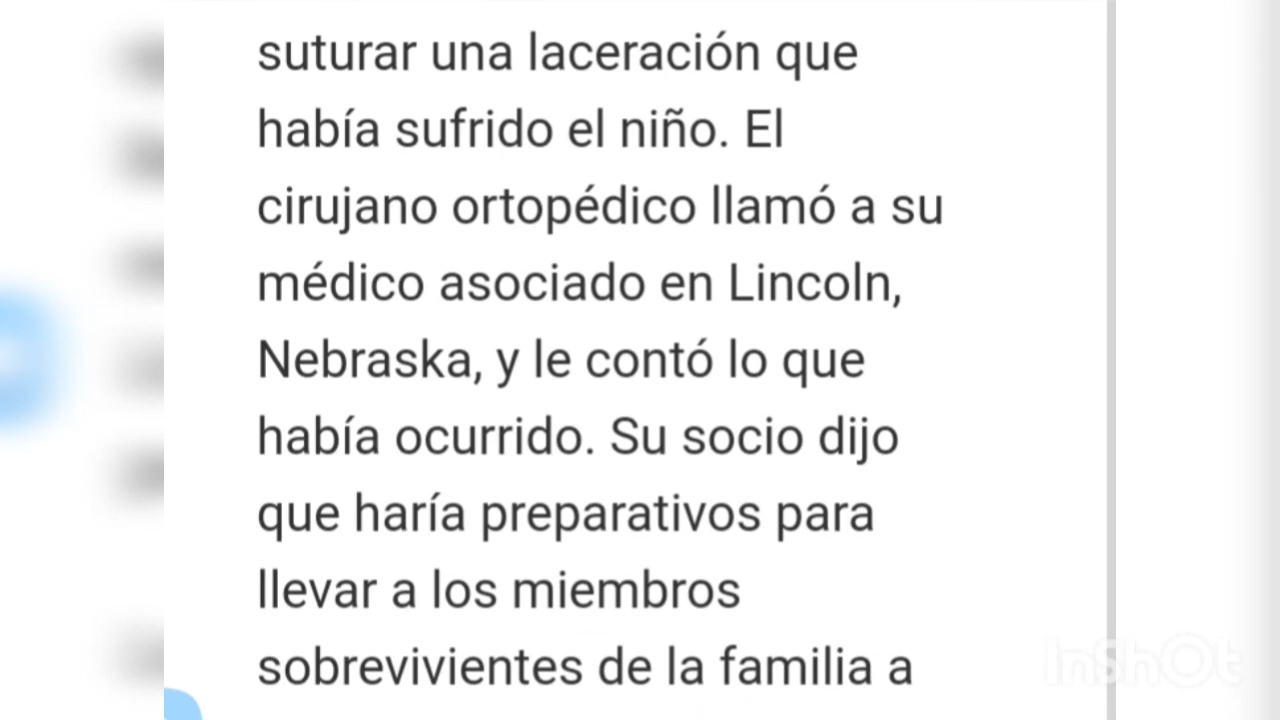 suturar una laceración que
había sufrido el niño. El
cirujano ortopédico llamó a su
médico asociado en Lincoln,
Nebraska, y le contó lo que
había ocurrido. Su socio dijo
que haría preparativos para
llevar a los miembros
sobrevivientes de la familia a
InShOt